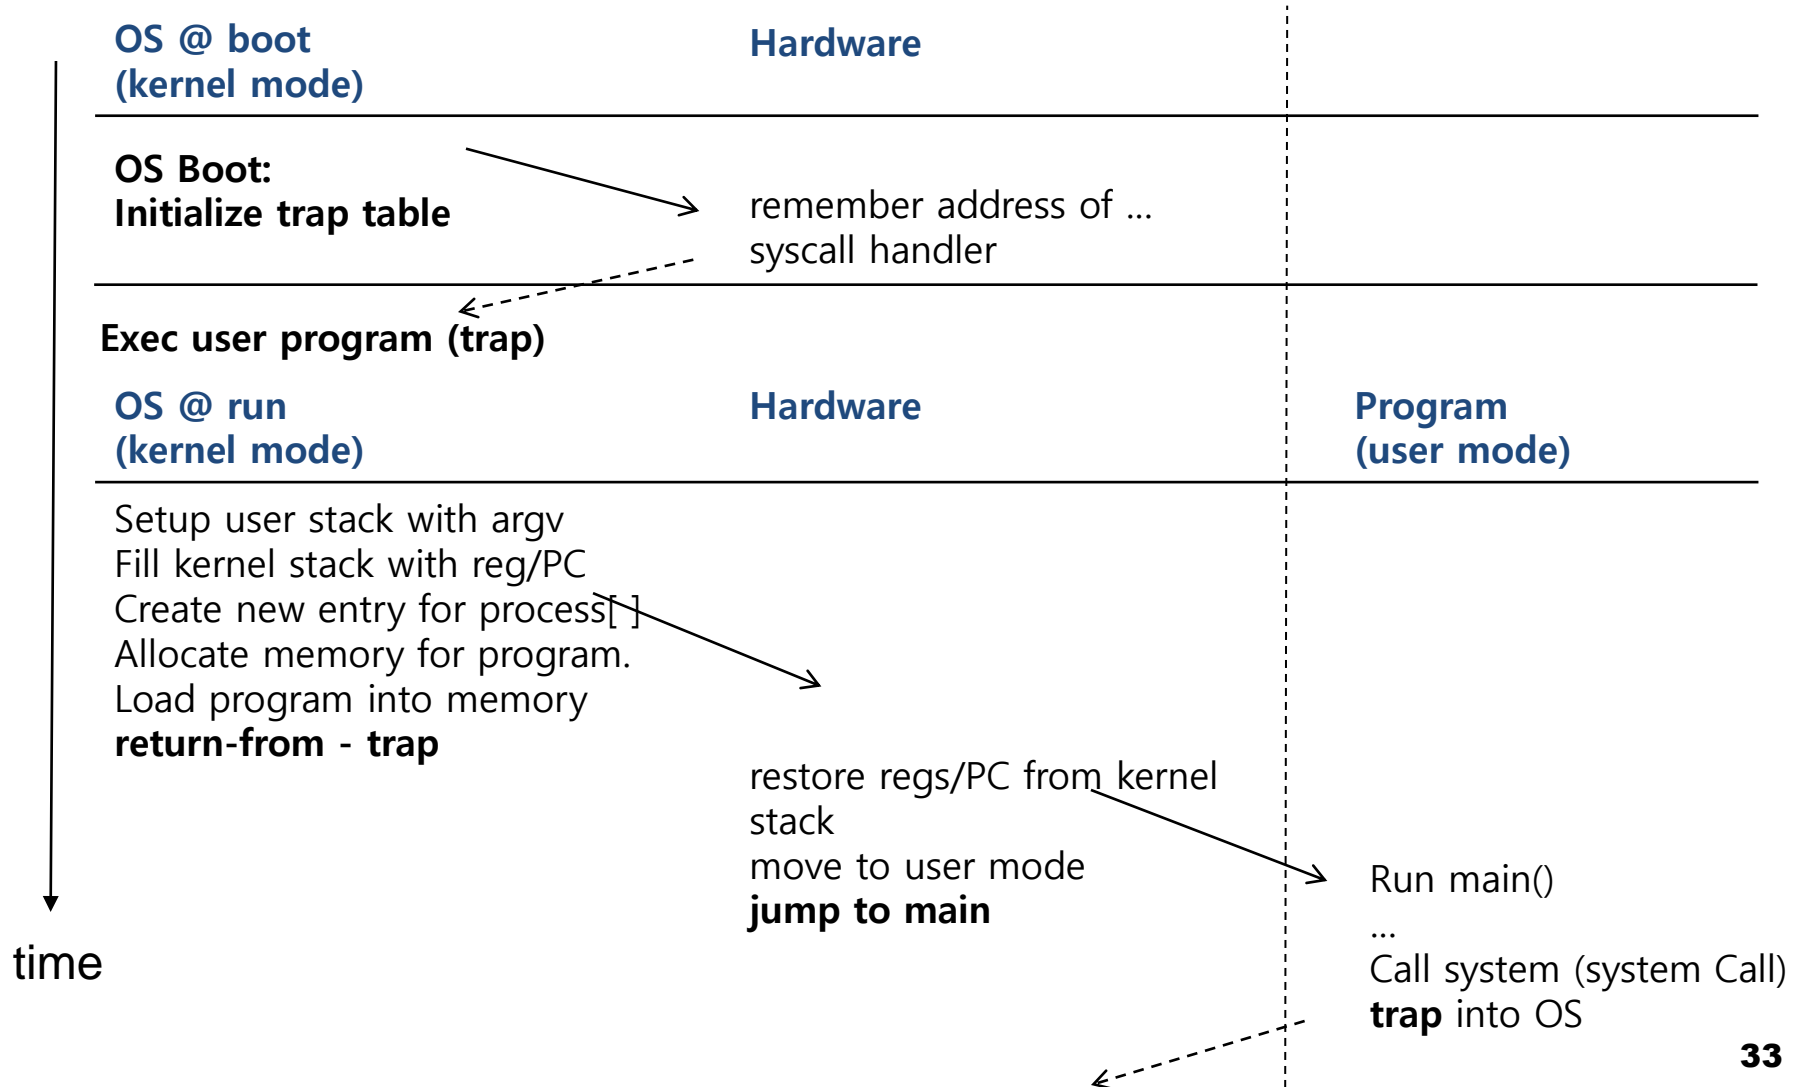 OS @ boot
(kernel mode)
Hardware
OS Boot:
Initialize trap table
remember address of ...
syscall handler
Exec user program (trap)
OS @ run
(kernel mode)
Hardware
Program
(user mode)
Setup user stack with argv
Fill kernel stack with reg/PC
Create new entry for process[ ]
Allocate memory for program.
Load program into memory
return-from - trap
restore regs/PC from kernel
stack
move to user mode
jump to main
Run main()
...
Call system (system Call)
trap into OS
time
33